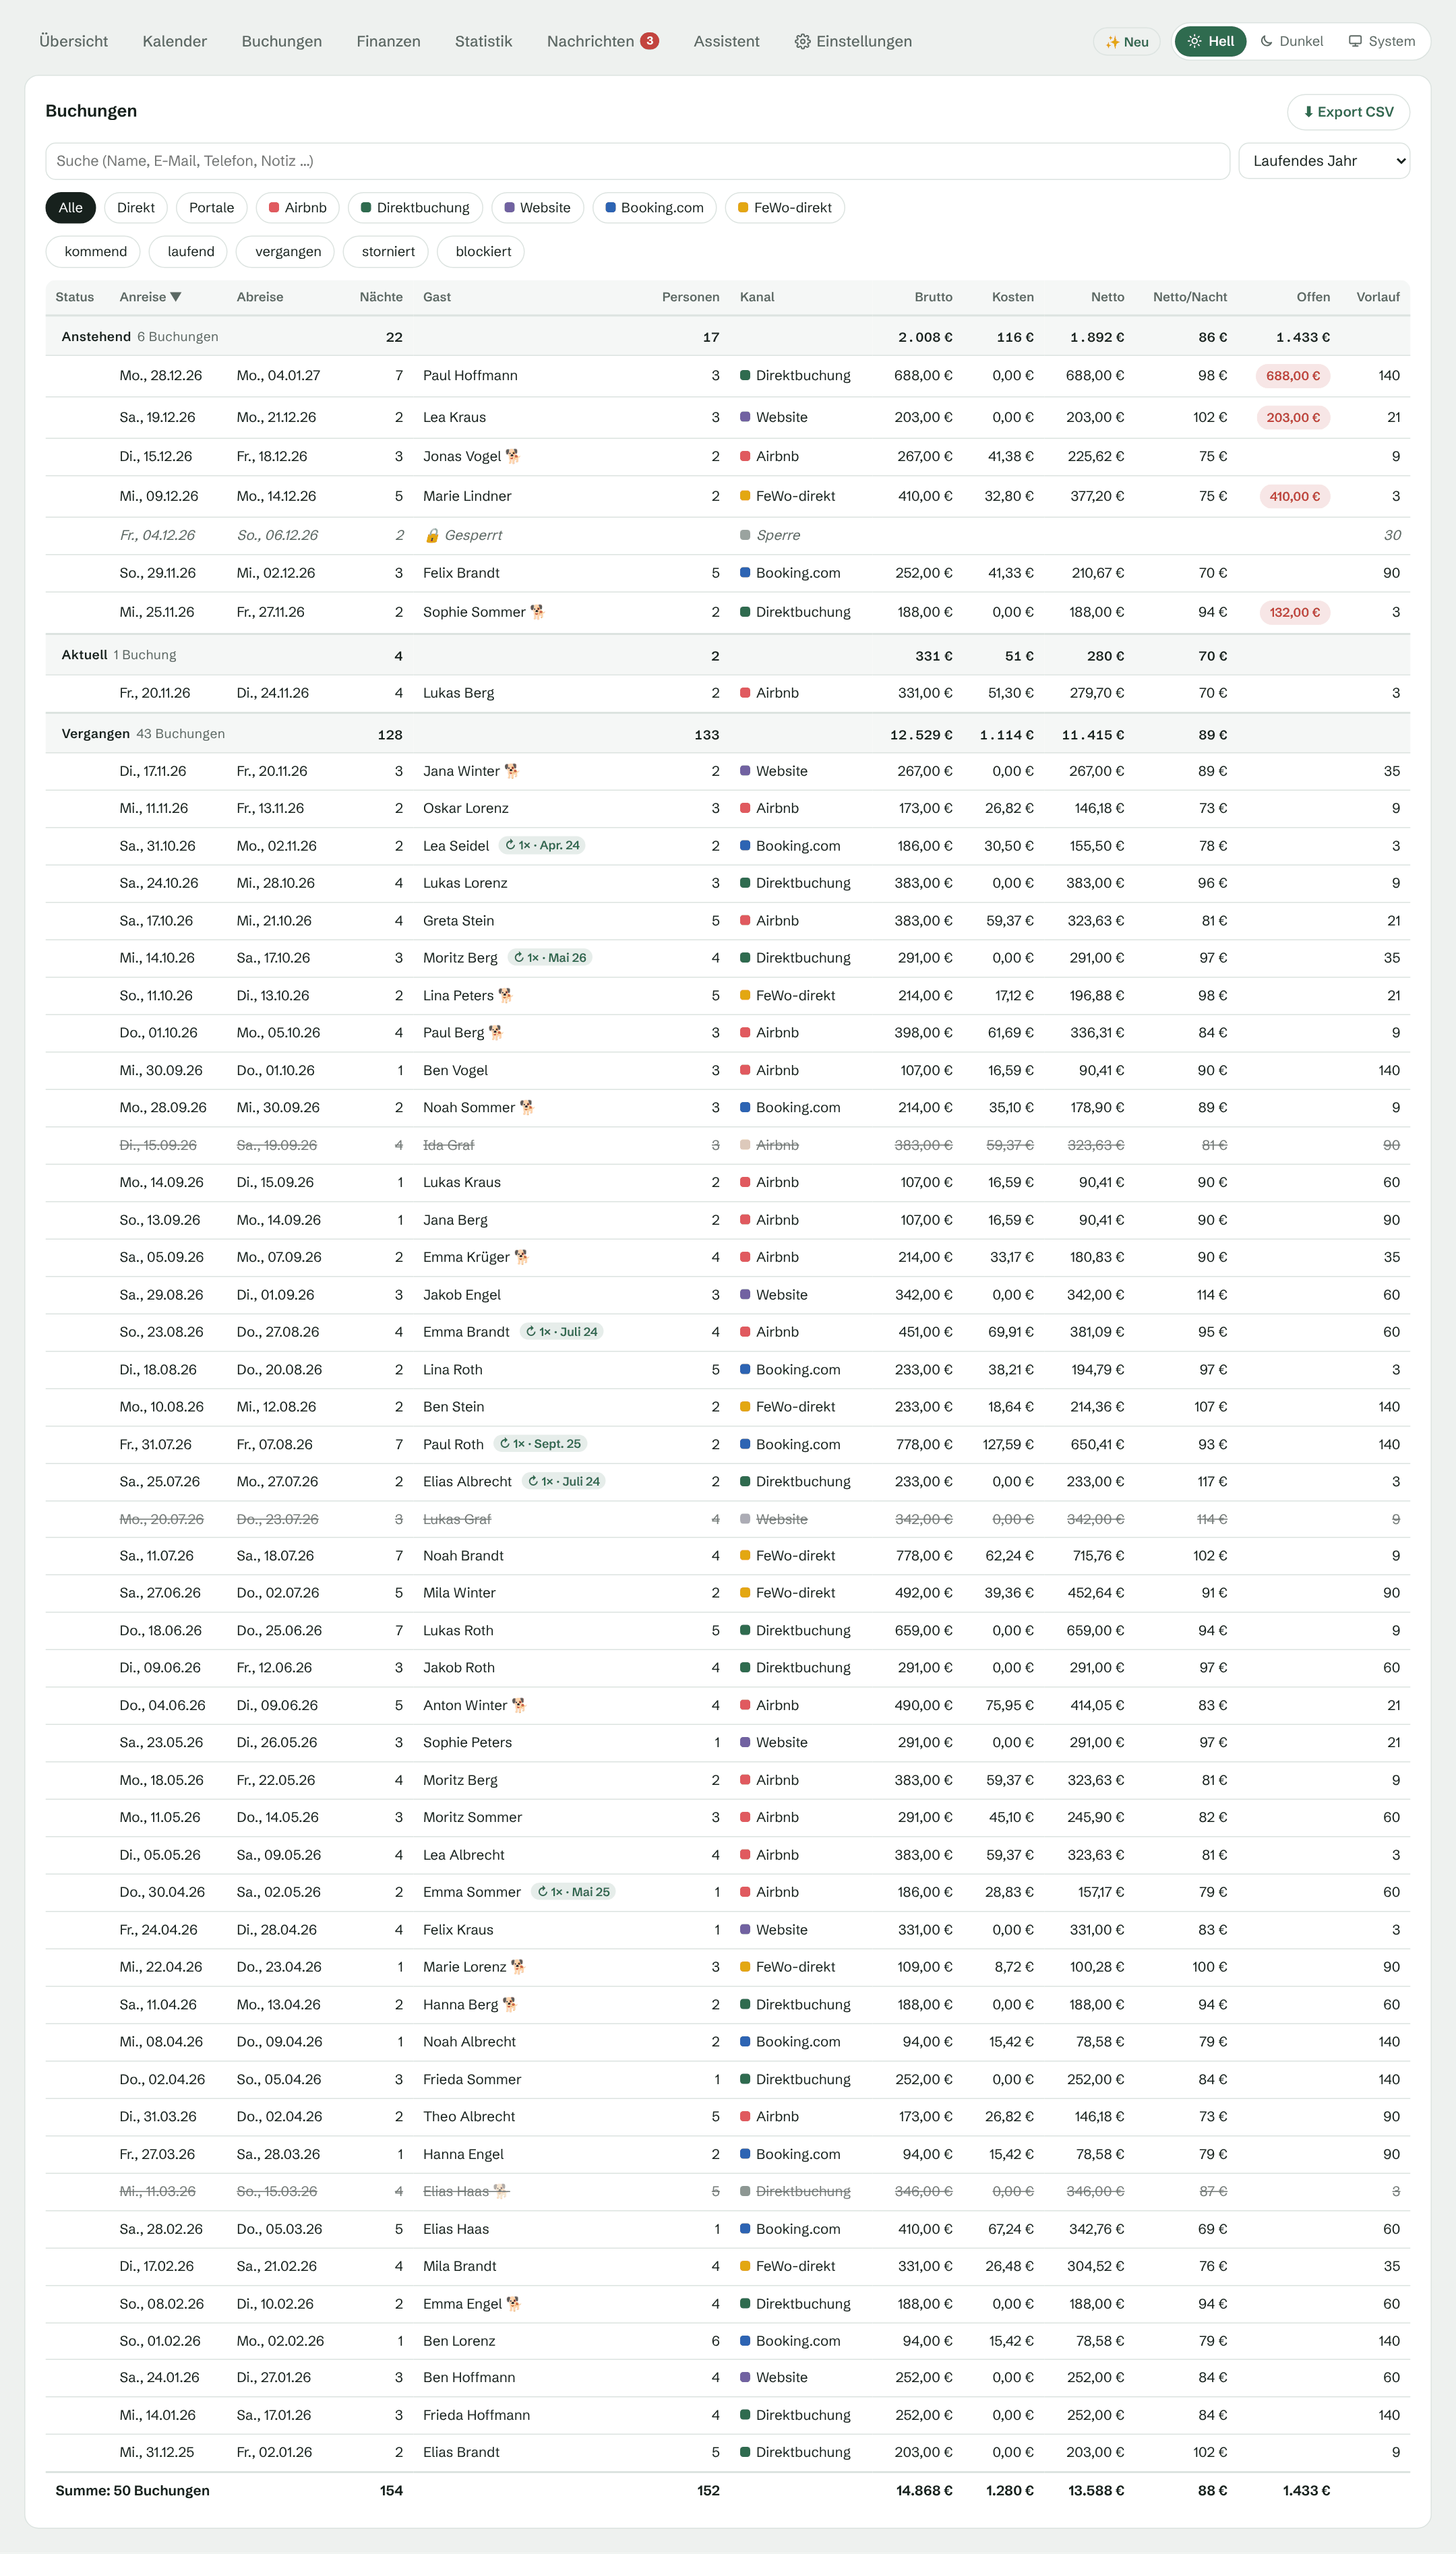 Übersicht Kalender Buchungen Finanzen Statistik Nachrichten 3 Assistent Einstellungen ✨ Neu Hell Dunkel System
Buchungen ⬇ Export CSV
Suche (Name, E-Mail, Telefon, Notiz …) Laufendes Jahr
Alle Direkt Portale Airbnb Direktbuchung Website Booking.com FeWo-direkt
kommend laufend vergangen storniert blockiert
Status Anreise ▼ Abreise Nächte Gast Personen Kanal Brutto Kosten Netto Netto/Nacht Offen Vorlauf
Anstehend 6 Buchungen 22 17 2.008 € 116 € 1.892 € 86 € 1.433 €
Mo., 28.12.26 Mo., 04.01.27 7 Paul Hoffmann 3 Direktbuchung 688,00 € 0,00 € 688,00 € 98 € 688,00 € 140
Sa., 19.12.26 Mo., 21.12.26 2 Lea Kraus 3 Website 203,00 € 0,00 € 203,00 € 102 € 203,00 € 21
Di., 15.12.26 Fr., 18.12.26 3 Jonas Vogel 🐕 2 Airbnb 267,00 € 41,38 € 225,62 € 75 € 9
Mi., 09.12.26 Mo., 14.12.26 5 Marie Lindner 2 FeWo-direkt 410,00 € 32,80 € 377,20 € 75 € 410,00 € 3
Fr., 04.12.26 So., 06.12.26 2 🔒 Gesperrt Sperre 30
So., 29.11.26 Mi., 02.12.26 3 Felix Brandt 5 Booking.com 252,00 € 41,33 € 210,67 € 70 € 90
Mi., 25.11.26 Fr., 27.11.26 2 Sophie Sommer 🐕 2 Direktbuchung 188,00 € 0,00 € 188,00 € 94 € 132,00 € 3
Aktuell 1 Buchung 4 2 331 € 51 € 280 € 70 €
Fr., 20.11.26 Di., 24.11.26 4 Lukas Berg 2 Airbnb 331,00 € 51,30 € 279,70 € 70 € 3
Vergangen 43 Buchungen 128 133 12.529 € 1.114 € 11.415 € 89 €
Di., 17.11.26 Fr., 20.11.26 3 Jana Winter 🐕 2 Website 267,00 € 0,00 € 267,00 € 89 € 35
Mi., 11.11.26 Fr., 13.11.26 2 Oskar Lorenz 3 Airbnb 173,00 € 26,82 € 146,18 € 73 € 9
Sa., 31.10.26 Mo., 02.11.26 2 Lea Seidel ↻ 1× · Apr. 24 2 Booking.com 186,00 € 30,50 € 155,50 € 78 € 3
Sa., 24.10.26 Mi., 28.10.26 4 Lukas Lorenz 3 Direktbuchung 383,00 € 0,00 € 383,00 € 96 € 9
Sa., 17.10.26 Mi., 21.10.26 4 Greta Stein 5 Airbnb 383,00 € 59,37 € 323,63 € 81 € 21
Mi., 14.10.26 Sa., 17.10.26 3 Moritz Berg ↻ 1× · Mai 26 4 Direktbuchung 291,00 € 0,00 € 291,00 € 97 € 35
So., 11.10.26 Di., 13.10.26 2 Lina Peters 🐕 5 FeWo-direkt 214,00 € 17,12 € 196,88 € 98 € 21
Do., 01.10.26 Mo., 05.10.26 4 Paul Berg 🐕 3 Airbnb 398,00 € 61,69 € 336,31 € 84 € 9
Mi., 30.09.26 Do., 01.10.26 1 Ben Vogel 3 Airbnb 107,00 € 16,59 € 90,41 € 90 € 140
Mo., 28.09.26 Mi., 30.09.26 2 Noah Sommer 🐕 3 Booking.com 214,00 € 35,10 € 178,90 € 89 € 9
Di., 15.09.26 Sa., 19.09.26 4 Ida Graf 3 Airbnb 383,00 € 59,37 € 323,63 € 81 € 90
Mo., 14.09.26 Di., 15.09.26 1 Lukas Kraus 2 Airbnb 107,00 € 16,59 € 90,41 € 90 € 60
So., 13.09.26 Mo., 14.09.26 1 Jana Berg 2 Airbnb 107,00 € 16,59 € 90,41 € 90 € 90
Sa., 05.09.26 Mo., 07.09.26 2 Emma Krüger 🐕 4 Airbnb 214,00 € 33,17 € 180,83 € 90 € 35
Sa., 29.08.26 Di., 01.09.26 3 Jakob Engel 3 Website 342,00 € 0,00 € 342,00 € 114 € 60
So., 23.08.26 Do., 27.08.26 4 Emma Brandt ↻ 1× · Juli 24 4 Airbnb 451,00 € 69,91 € 381,09 € 95 € 60
Di., 18.08.26 Do., 20.08.26 2 Lina Roth 5 Booking.com 233,00 € 38,21 € 194,79 € 97 € 3
Mo., 10.08.26 Mi., 12.08.26 2 Ben Stein 2 FeWo-direkt 233,00 € 18,64 € 214,36 € 107 € 140
Fr., 31.07.26 Fr., 07.08.26 7 Paul Roth ↻ 1× · Sept. 25 2 Booking.com 778,00 € 127,59 € 650,41 € 93 € 140
Sa., 25.07.26 Mo., 27.07.26 2 Elias Albrecht ↻ 1× · Juli 24 2 Direktbuchung 233,00 € 0,00 € 233,00 € 117 € 3
Mo., 20.07.26 Do., 23.07.26 3 Lukas Graf 4 Website 342,00 € 0,00 € 342,00 € 114 € 9
Sa., 11.07.26 Sa., 18.07.26 7 Noah Brandt 4 FeWo-direkt 778,00 € 62,24 € 715,76 € 102 € 9
Sa., 27.06.26 Do., 02.07.26 5 Mila Winter 2 FeWo-direkt 492,00 € 39,36 € 452,64 € 91 € 90
Do., 18.06.26 Do., 25.06.26 7 Lukas Roth 5 Direktbuchung 659,00 € 0,00 € 659,00 € 94 € 9
Di., 09.06.26 Fr., 12.06.26 3 Jakob Roth 4 Direktbuchung 291,00 € 0,00 € 291,00 € 97 € 60
Do., 04.06.26 Di., 09.06.26 5 Anton Winter 🐕 4 Airbnb 490,00 € 75,95 € 414,05 € 83 € 21
Sa., 23.05.26 Di., 26.05.26 3 Sophie Peters 1 Website 291,00 € 0,00 € 291,00 € 97 € 21
Mo., 18.05.26 Fr., 22.05.26 4 Moritz Berg 2 Airbnb 383,00 € 59,37 € 323,63 € 81 € 9
Mo., 11.05.26 Do., 14.05.26 3 Moritz Sommer 3 Airbnb 291,00 € 45,10 € 245,90 € 82 € 60
Di., 05.05.26 Sa., 09.05.26 4 Lea Albrecht 4 Airbnb 383,00 € 59,37 € 323,63 € 81 € 3
Do., 30.04.26 Sa., 02.05.26 2 Emma Sommer ↻ 1× · Mai 25 1 Airbnb 186,00 € 28,83 € 157,17 € 79 € 60
Fr., 24.04.26 Di., 28.04.26 4 Felix Kraus 1 Website 331,00 € 0,00 € 331,00 € 83 € 3
Mi., 22.04.26 Do., 23.04.26 1 Marie Lorenz 🐕 3 FeWo-direkt 109,00 € 8,72 € 100,28 € 100 € 90
Sa., 11.04.26 Mo., 13.04.26 2 Hanna Berg 🐕 2 Direktbuchung 188,00 € 0,00 € 188,00 € 94 € 60
Mi., 08.04.26 Do., 09.04.26 1 Noah Albrecht 2 Booking.com 94,00 € 15,42 € 78,58 € 79 € 140
Do., 02.04.26 So., 05.04.26 3 Frieda Sommer 1 Direktbuchung 252,00 € 0,00 € 252,00 € 84 € 140
Di., 31.03.26 Do., 02.04.26 2 Theo Albrecht 5 Airbnb 173,00 € 26,82 € 146,18 € 73 € 90
Fr., 27.03.26 Sa., 28.03.26 1 Hanna Engel 2 Booking.com 94,00 € 15,42 € 78,58 € 79 € 90
Mi., 11.03.26 So., 15.03.26 4 Elias Haas 🐕 5 Direktbuchung 346,00 € 0,00 € 346,00 € 87 € 3
Sa., 28.02.26 Do., 05.03.26 5 Elias Haas 1 Booking.com 410,00 € 67,24 € 342,76 € 69 € 60
Di., 17.02.26 Sa., 21.02.26 4 Mila Brandt 4 FeWo-direkt 331,00 € 26,48 € 304,52 € 76 € 35
So., 08.02.26 Di., 10.02.26 2 Emma Engel 🐕 4 Direktbuchung 188,00 € 0,00 € 188,00 € 94 € 60
So., 01.02.26 Mo., 02.02.26 1 Ben Lorenz 6 Booking.com 94,00 € 15,42 € 78,58 € 79 € 140
Sa., 24.01.26 Di., 27.01.26 3 Ben Hoffmann 4 Website 252,00 € 0,00 € 252,00 € 84 € 60
Mi., 14.01.26 Sa., 17.01.26 3 Frieda Hoffmann 4 Direktbuchung 252,00 € 0,00 € 252,00 € 84 € 140
Mi., 31.12.25 Fr., 02.01.26 2 Elias Brandt 5 Direktbuchung 203,00 € 0,00 € 203,00 € 102 € 9
Summe: 50 Buchungen 154 152 14.868 € 1.280 € 13.588 € 88 € 1.433 €